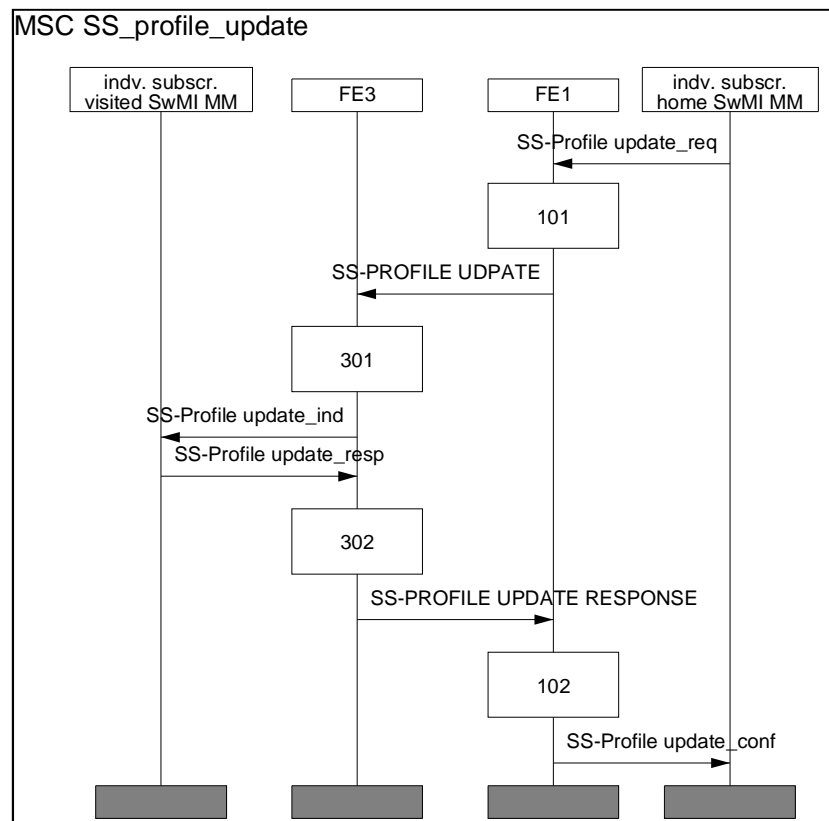 MSC SS_profile_update
indv. subscr.
visited SwMI MM
FE3
FE1
indv. subscr.
home SwMI MM
SS-Profile update_req
101
SS-PROFILE UDPATE
301
SS-Profile update_ind
SS-Profile update_resp
302
SS-PROFILE UPDATE RESPONSE
102
SS-Profile update_conf